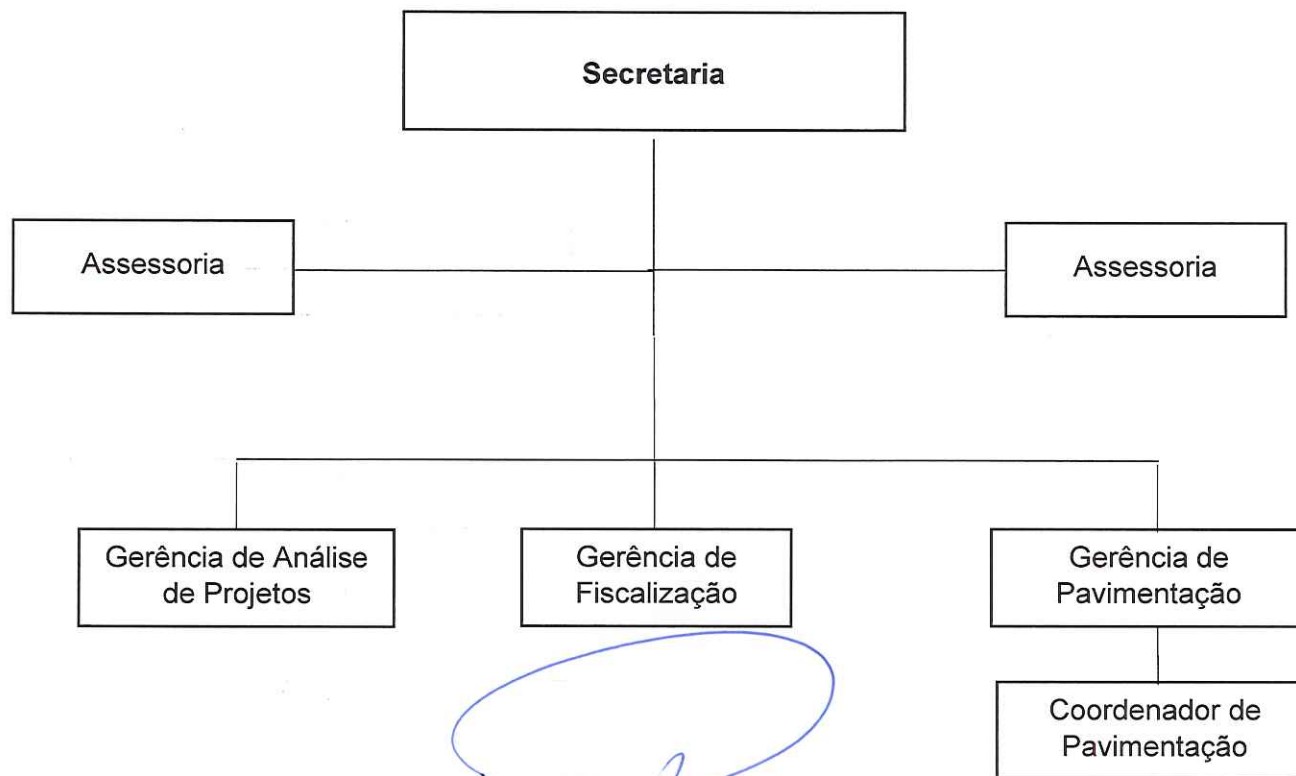 Secretaria
Assessoria
Assessoria
Gerência de Análise
de Projetos
Gerência de
Fiscalização
Gerência de
Pavimentação
Coordenador de
Pavimentação